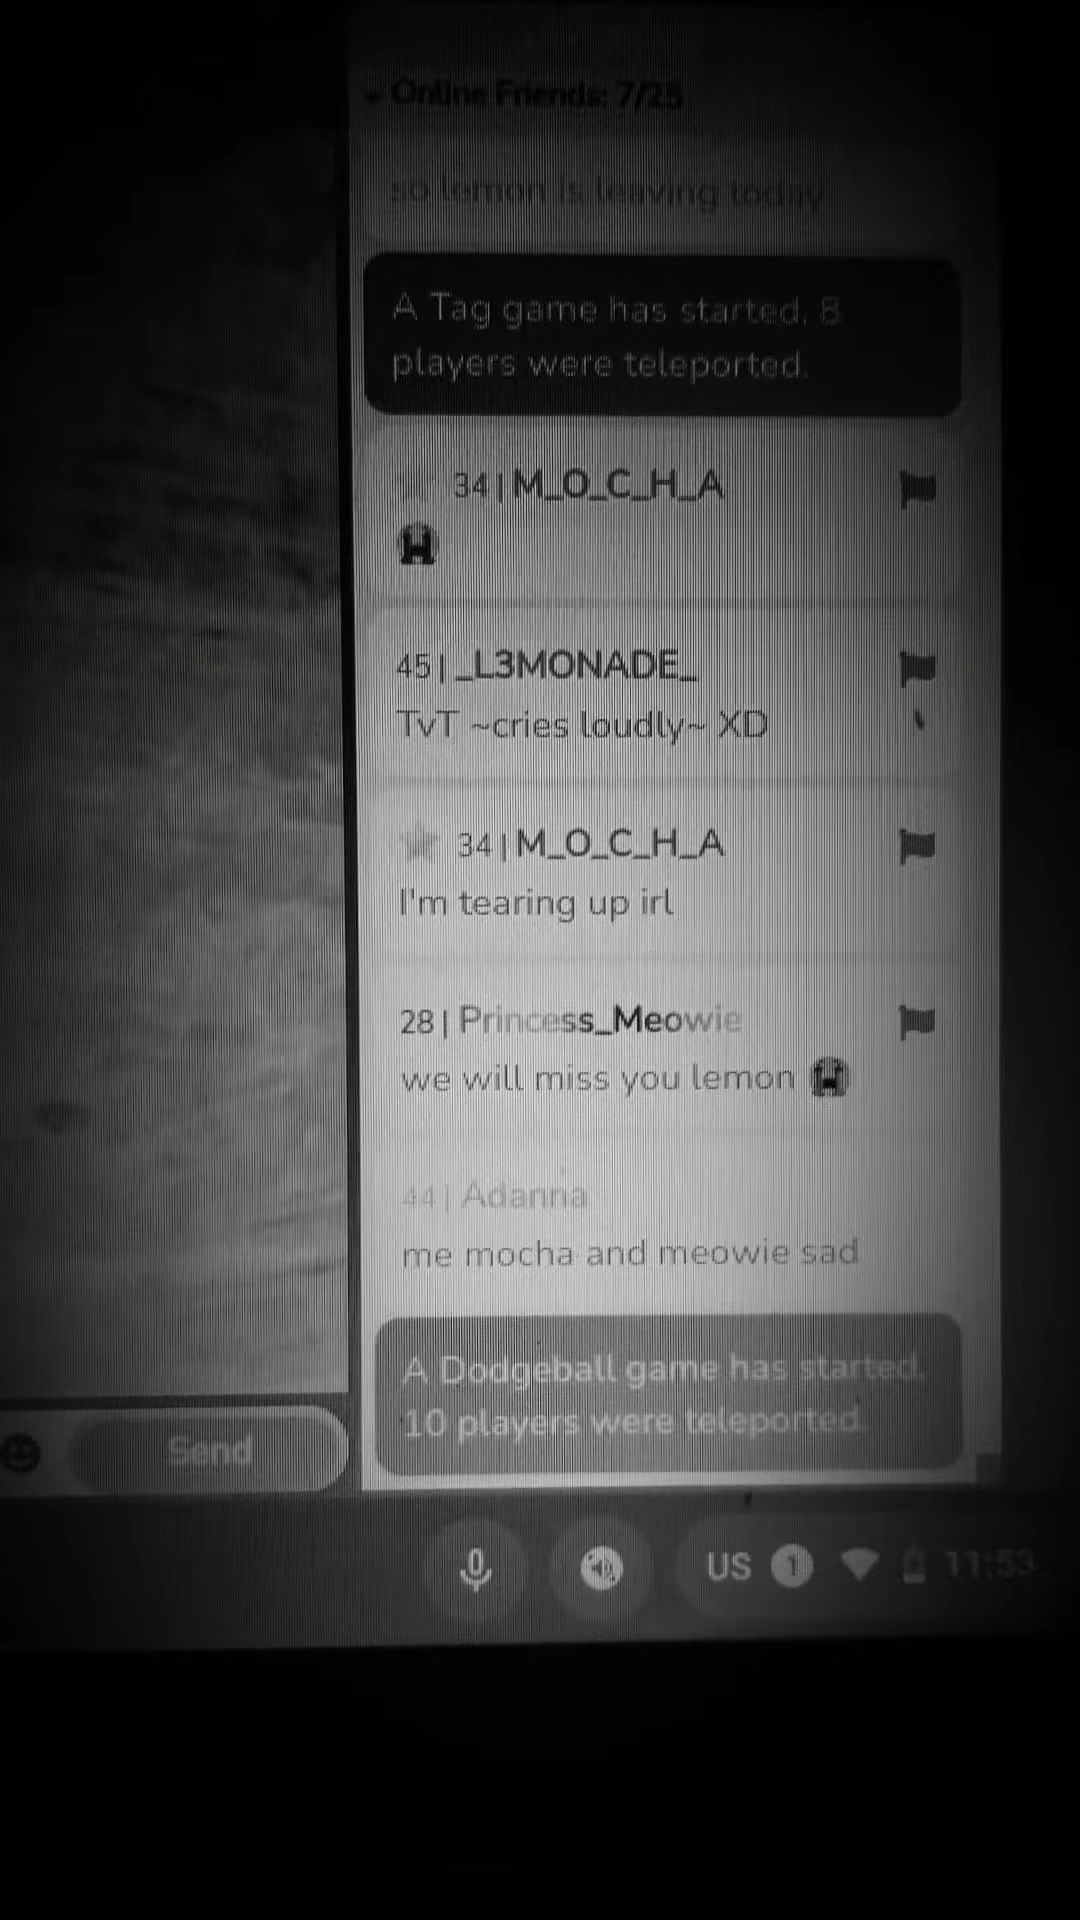 Online Friends: 7/25
so lemon is leaving today
A Tag game has started. 8
players were teleported.
34 | M_O_C_H_A
😭
45 | _L3MONADE_
TvT ~cries loudly~ XD
34 | M_O_C_H_A
I'm tearing up irl
28 | Princess_Meowie
we will miss you lemon 😭
44 | Adanna
me mocha and meowie sad
A Dodgeball game has started.
10 players were teleported.
Send
US 1 11:53